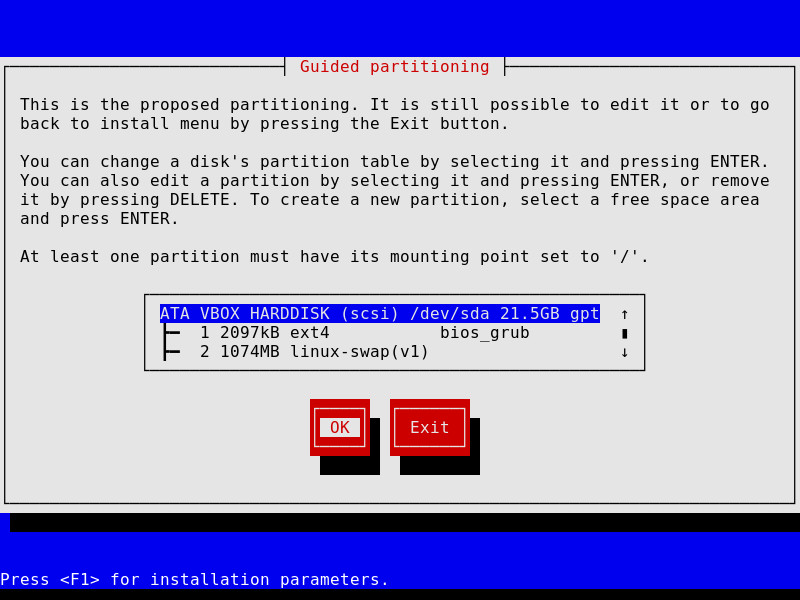 Guided partitioning
This is the proposed partitioning. It is still possible to edit it or to go
back to install menu by pressing the Exit button.
You can change a disk's partition table by selecting it and pressing ENTER.
You can also edit a partition by selecting it and pressing ENTER, or remove
it by pressing DELETE. To create a new partition, select a free space area
and press ENTER.
At least one partition must have its mounting point set to '/'.
ATA VBOX HARDDISK (scsi) /dev/sda 21.5GB gpt ↑
1 2097kB ext4 bios_grub
2 1074MB linux-swap(v1) ↓
OK Exit
Press <F1> for installation parameters.